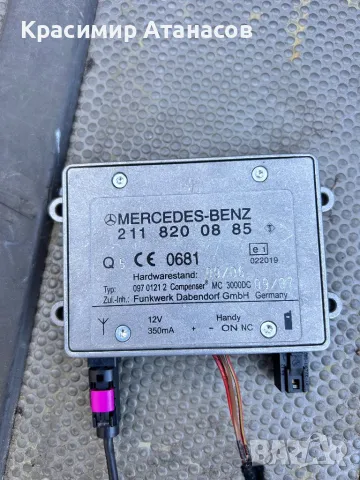 Красимир Атанасов
MERCEDES-BENZ
211 820 08 85
Q CE 0681
e1
022019
Hardwarestand:
Typ: 097 0121 2 Compenser® MC 3000DC
Zul.-Inh.: Funkwerk Dabendorf GmbH Germany
12V Handy
350mA + - ON NC
bazar